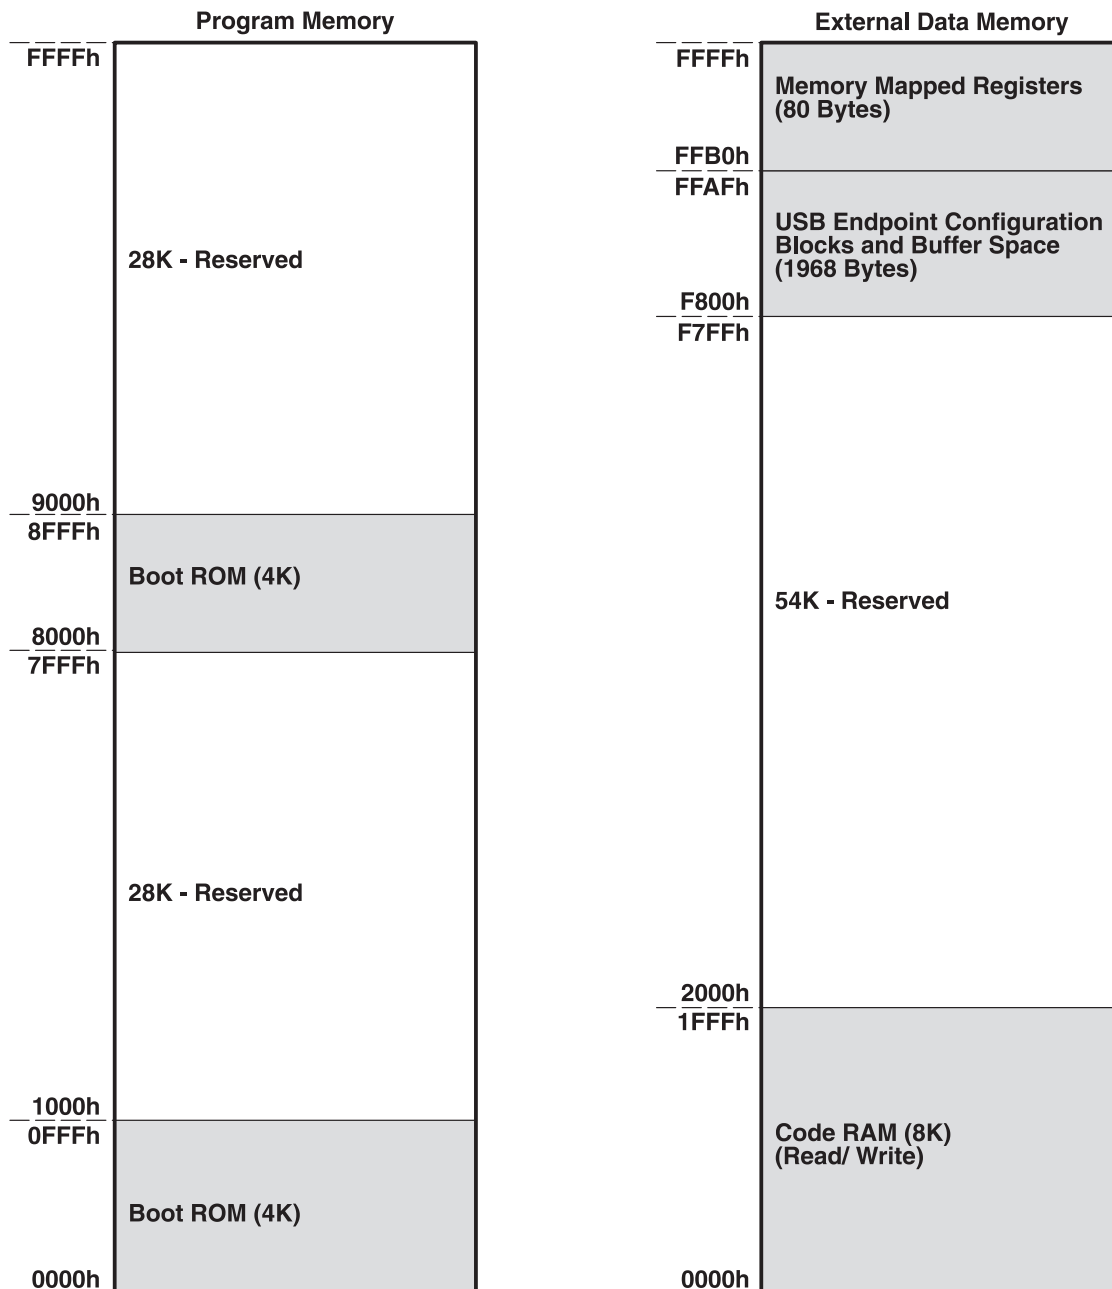 Program Memory
FFFFh
28K - Reserved
9000h
8FFFh
Boot ROM (4K)
8000h
7FFFh
28K - Reserved
1000h
0FFFh
Boot ROM (4K)
0000h
External Data Memory
FFFFh
Memory Mapped Registers
(80 Bytes)
FFB0h
FFAFh
USB Endpoint Configuration
Blocks and Buffer Space
(1968 Bytes)
F800h
F7FFh
54K - Reserved
2000h
1FFFh
Code RAM (8K)
(Read/ Write)
0000h